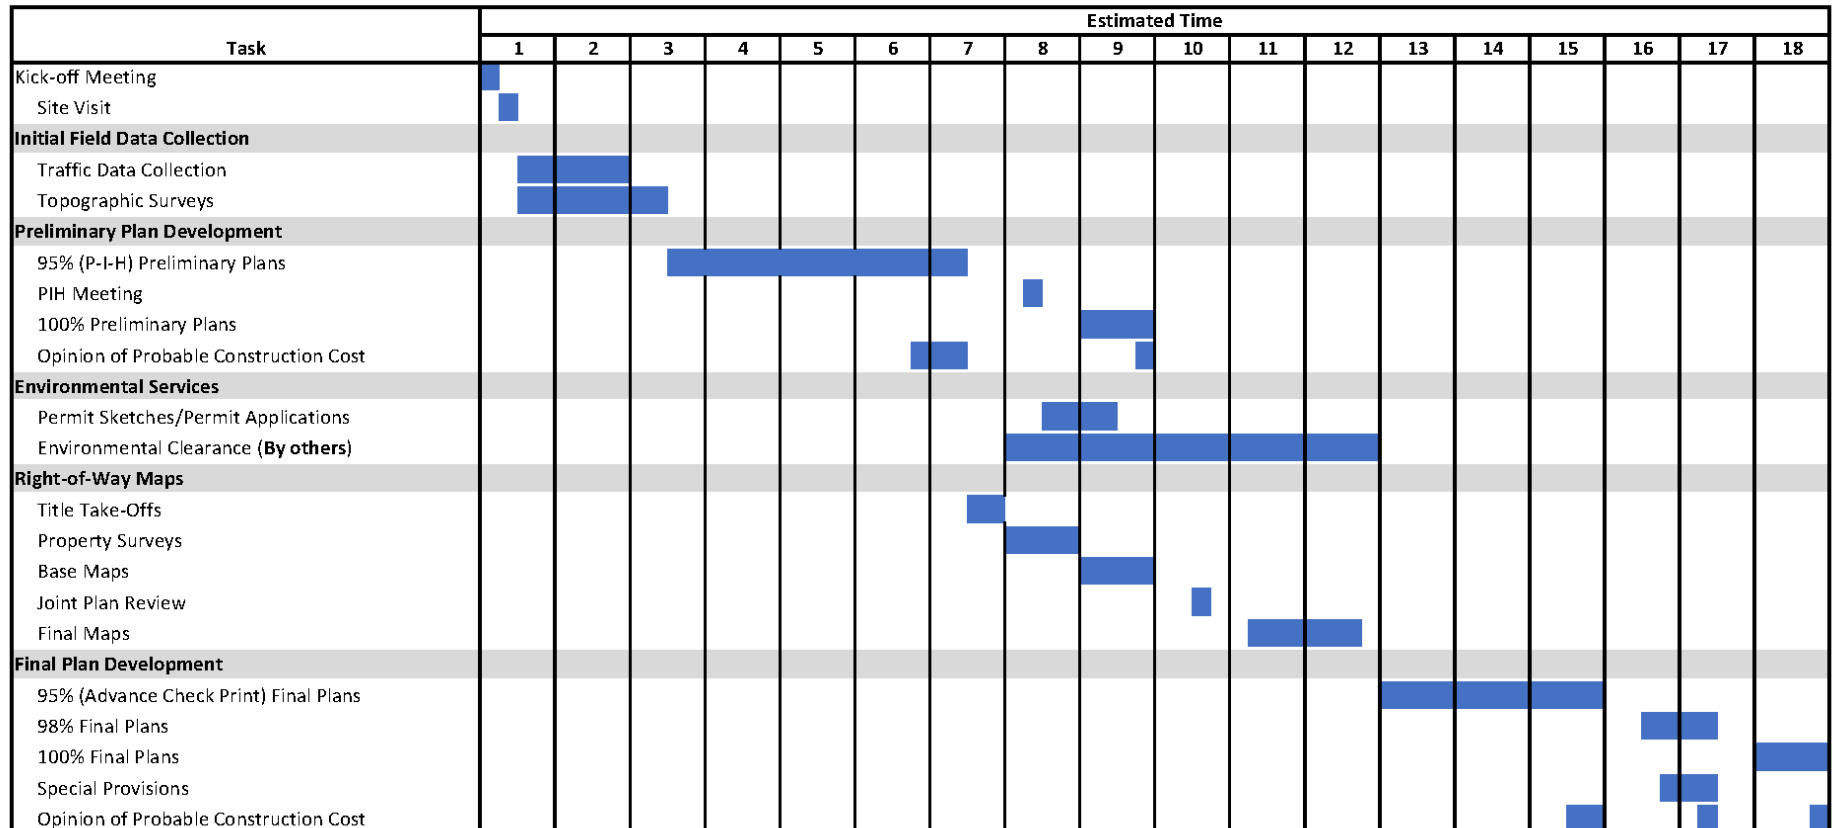 Estimated Time
Task 1 2 3 4 5 6 7 8 9 10 11 12 13 14 15 16 17 18
Kick-off Meeting
Site Visit
Initial Field Data Collection
Traffic Data Collection
Topographic Surveys
Preliminary Plan Development
95% (P-I-H) Preliminary Plans
PIH Meeting
100% Preliminary Plans
Opinion of Probable Construction Cost
Environmental Services
Permit Sketches/Permit Applications
Environmental Clearance (By others)
Right-of-Way Maps
Title Take-Offs
Property Surveys
Base Maps
Joint Plan Review
Final Maps
Final Plan Development
95% (Advance Check Print) Final Plans
98% Final Plans
100% Final Plans
Special Provisions
Opinion of Probable Construction Cost